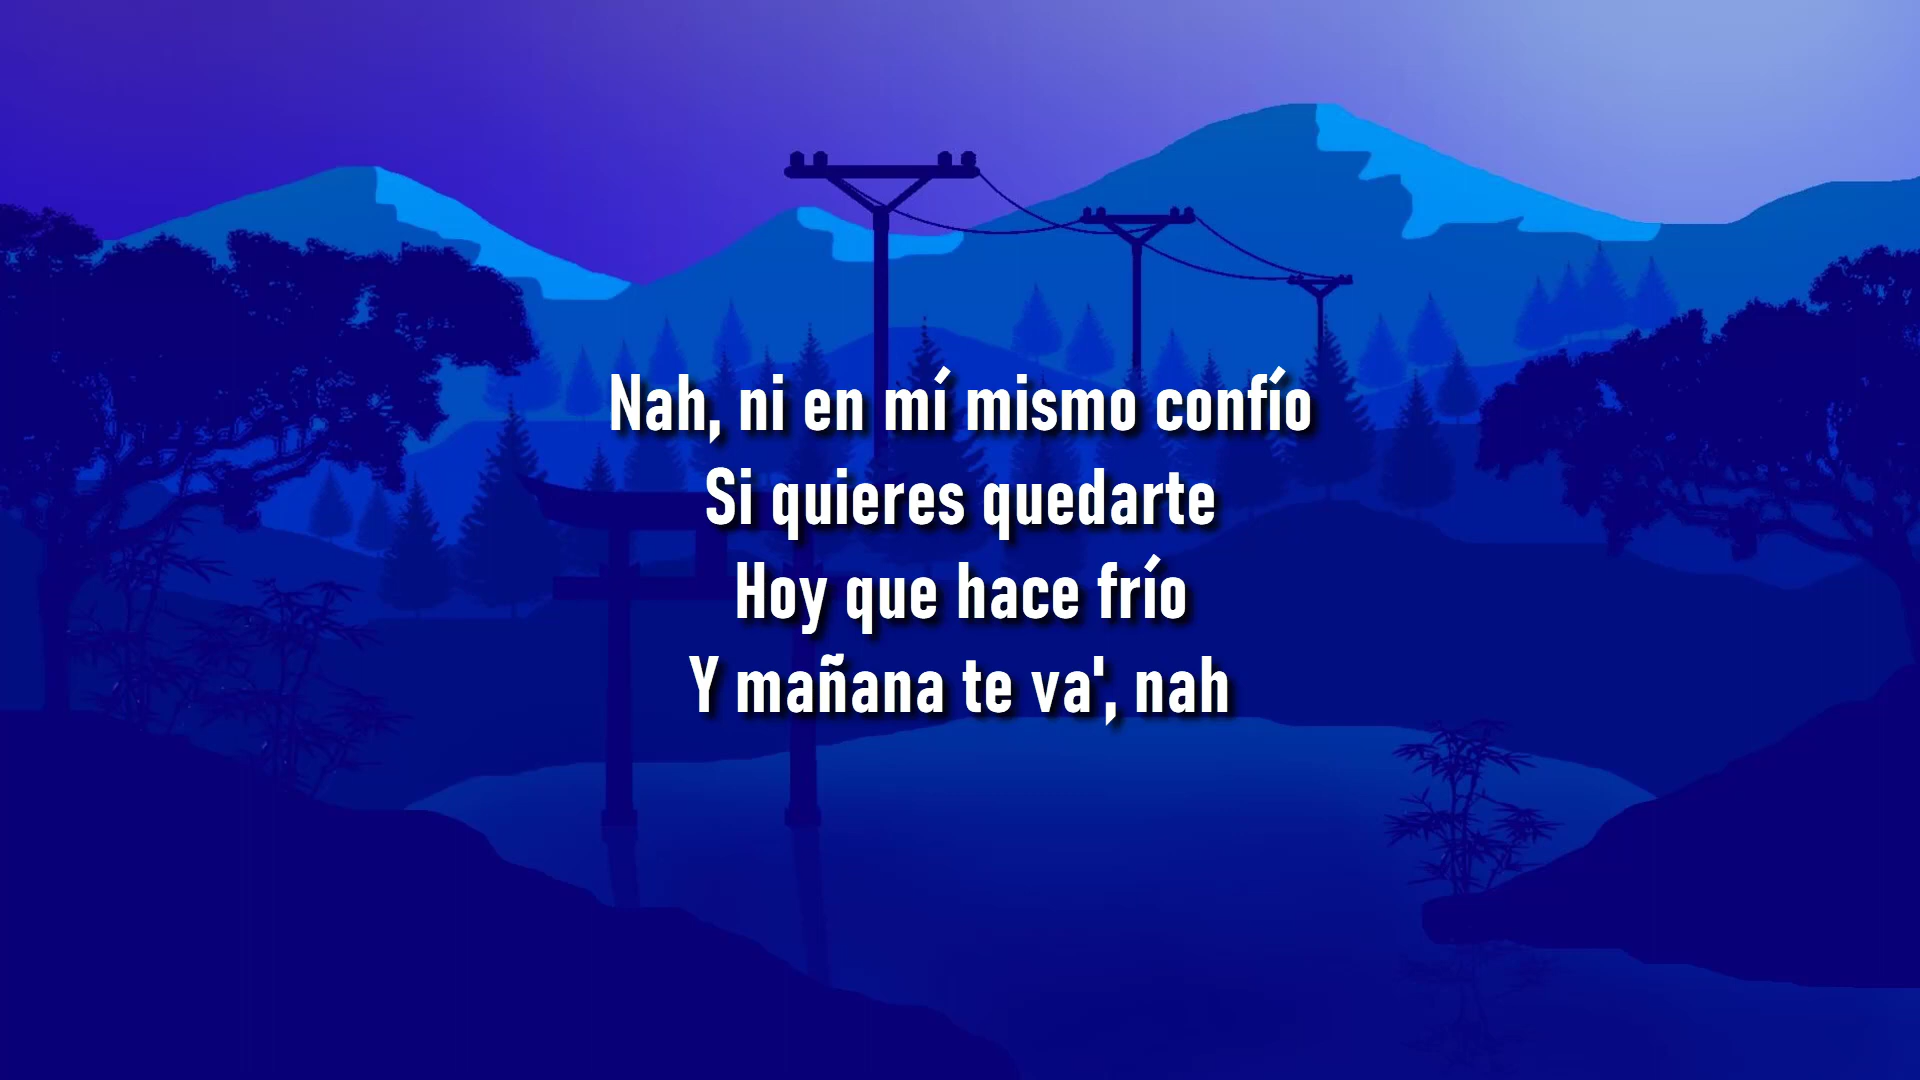 Nah, ni en mí mismo confío
Si quieres quedarte
Hoy que hace frío
Y mañana te va', nah